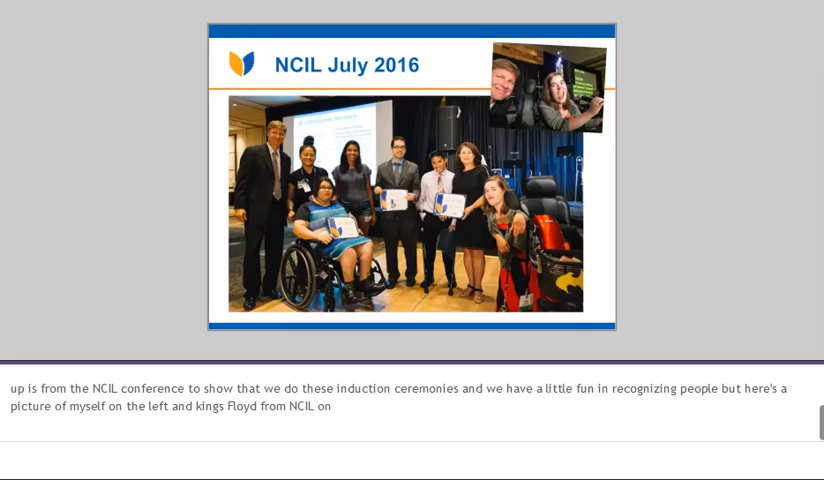 NCIL July 2016
up is from the NCIL conference to show that we do these induction ceremonies and we have a little fun in recognizing people but here's a
picture of myself on the left and kings Floyd from NCIL on